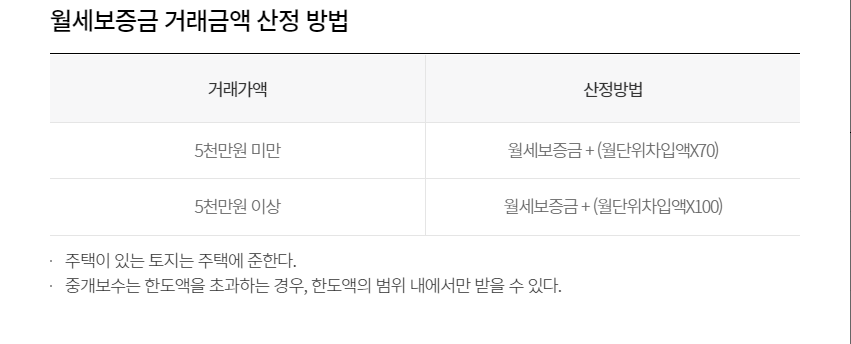 월세보증금 거래금액 산정 방법
거래가액 산정방법
5천만원 미만 월세보증금 + (월단위차입액X70)
5천만원 이상 월세보증금 + (월단위차입액X100)
· 주택이 있는 토지는 주택에 준한다.
· 중개보수는 한도액을 초과하는 경우, 한도액의 범위 내에서만 받을 수 있다.